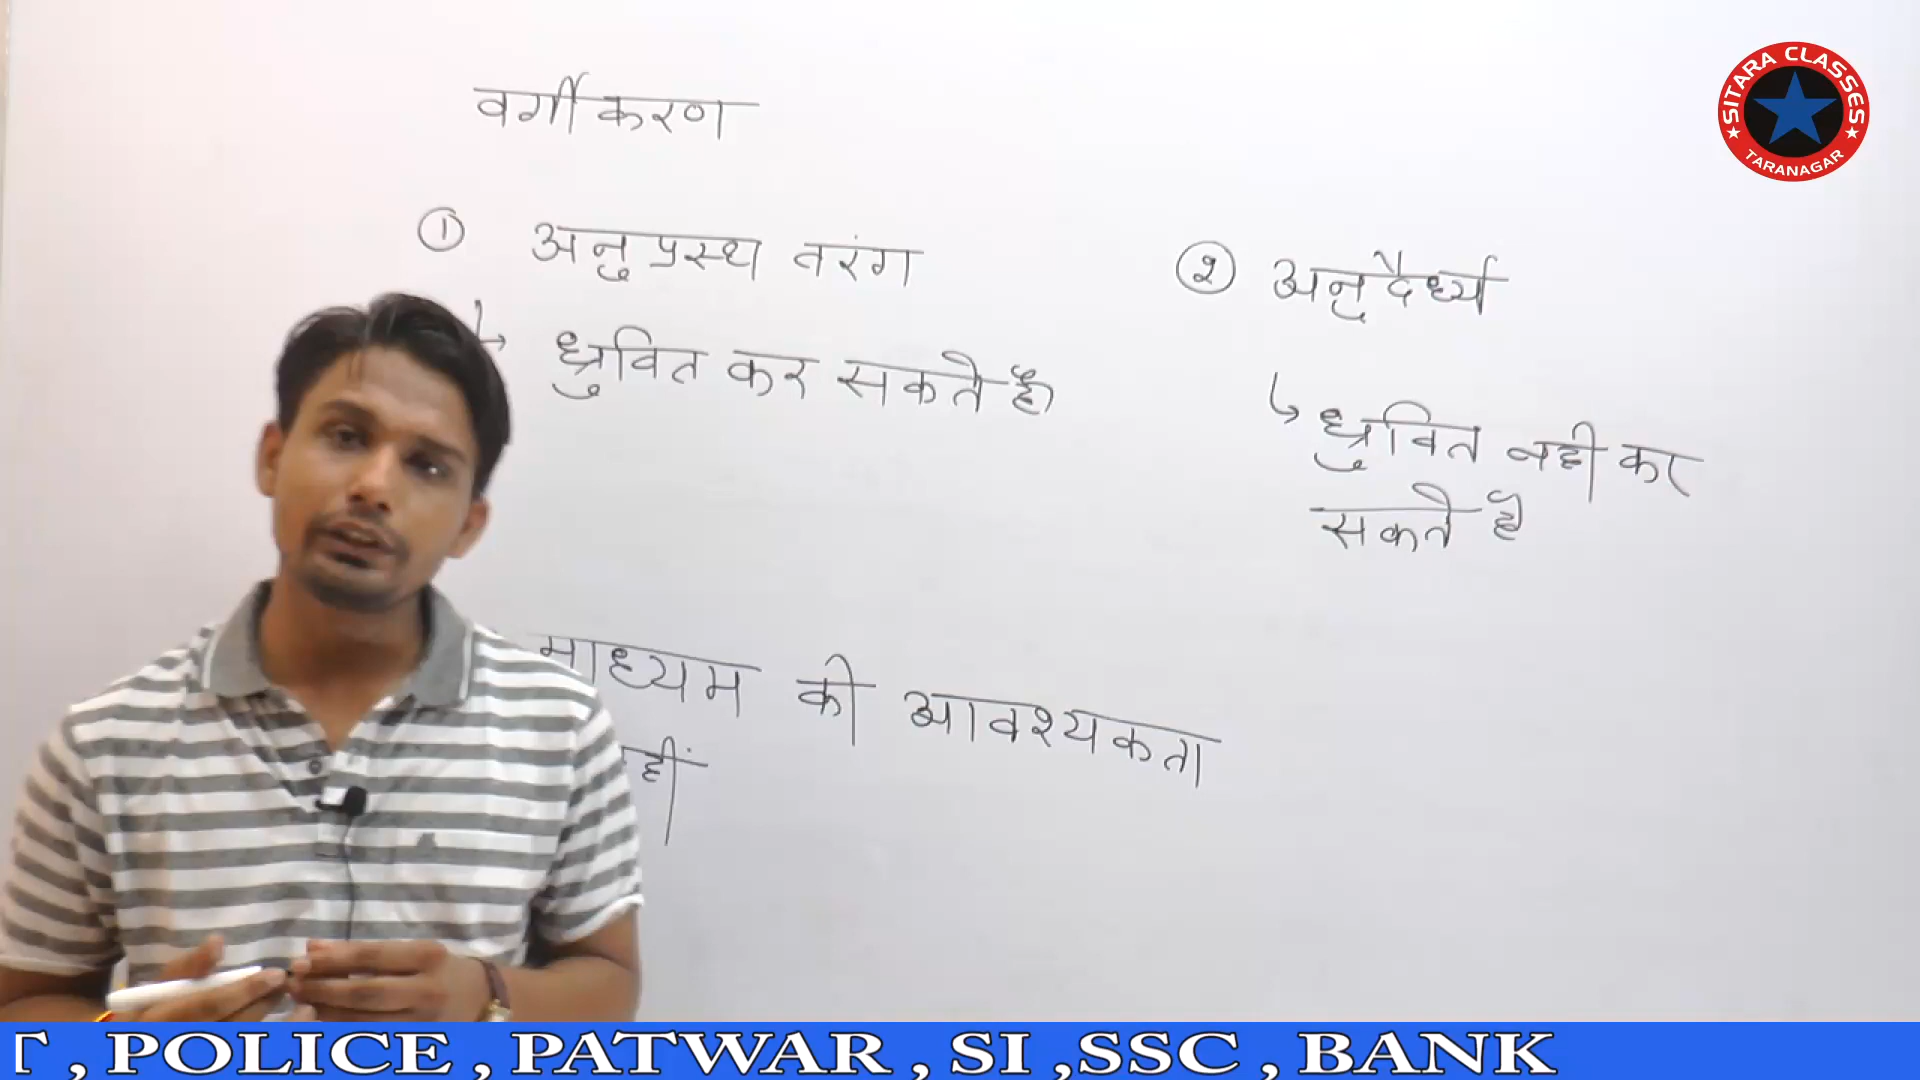 वर्गीकरण
① अनुप्रस्थ तरंग
↳ ध्रुवित कर सकते है
② अनुदैर्ध्य
↳ ध्रुवित नही कर
सकते है
माध्यम की आवश्यकता
हीं
SITARA CLASSES
TARANAGAR
T , POLICE , PATWAR , SI ,SSC , BANK